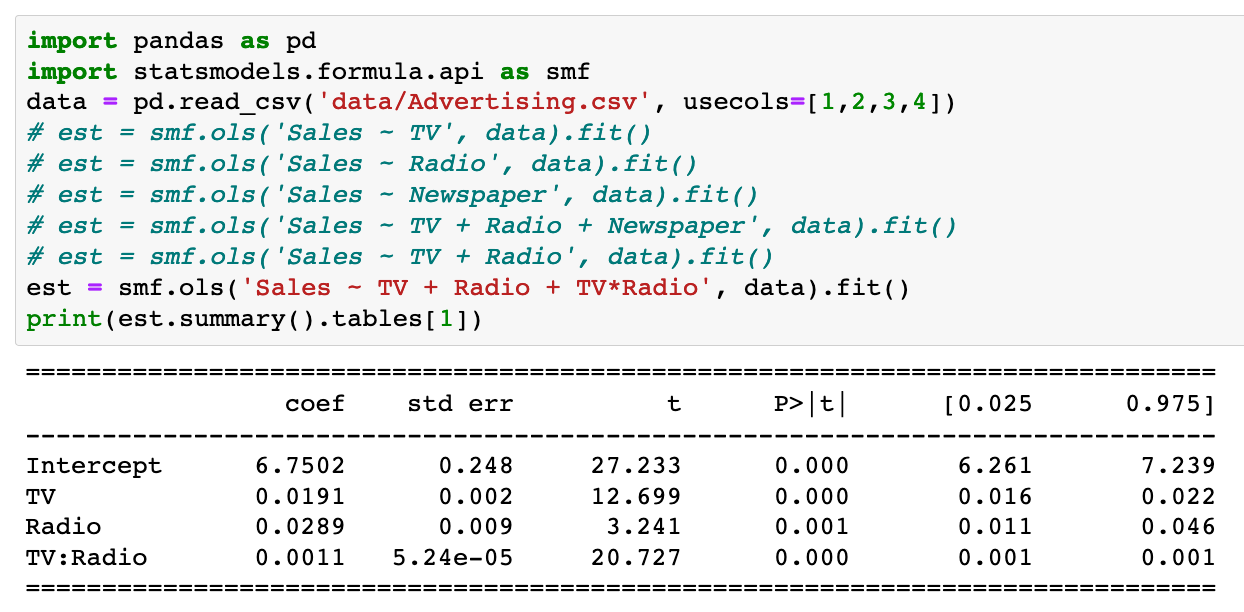 import pandas as pd
import statsmodels.formula.api as smf
data = pd.read_csv('data/Advertising.csv', usecols=[1,2,3,4])
# est = smf.ols('Sales ~ TV', data).fit()
# est = smf.ols('Sales ~ Radio', data).fit()
# est = smf.ols('Sales ~ Newspaper', data).fit()
# est = smf.ols('Sales ~ TV + Radio + Newspaper', data).fit()
# est = smf.ols('Sales ~ TV + Radio', data).fit()
est = smf.ols('Sales ~ TV + Radio + TV*Radio', data).fit()
print(est.summary().tables[1])
==============================================================================
                 coef    std err          t      P>|t|      [0.025      0.975]
------------------------------------------------------------------------------
Intercept      6.7502      0.248     27.233      0.000       6.261       7.239
TV             0.0191      0.002     12.699      0.000       0.016       0.022
Radio          0.0289      0.009      3.241      0.001       0.011       0.046
TV:Radio       0.0011   5.24e-05     20.727      0.000       0.001       0.001
==============================================================================